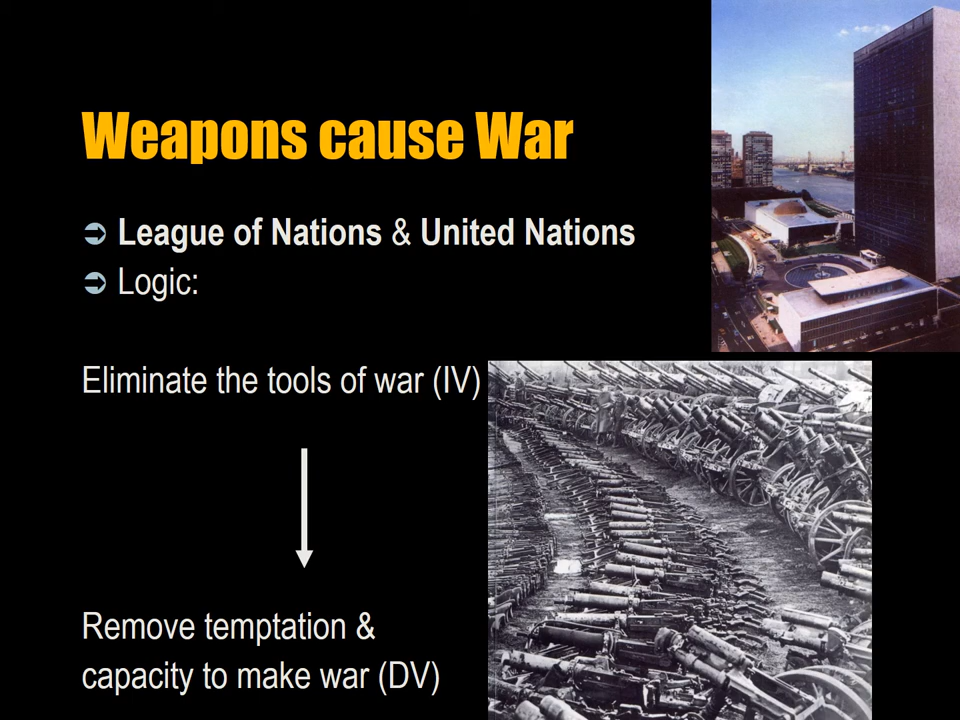 Weapons cause War
League of Nations & United Nations
Logic:
Eliminate the tools of war (IV)
Remove temptation &
capacity to make war (DV)